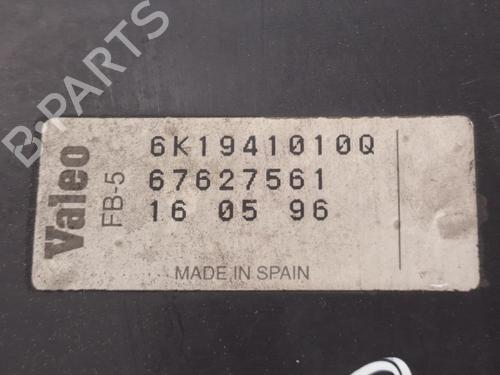 B-PARTS
Valeo
FB-5
6K1941010Q
67627561
16 05 96
MADE IN SPAIN